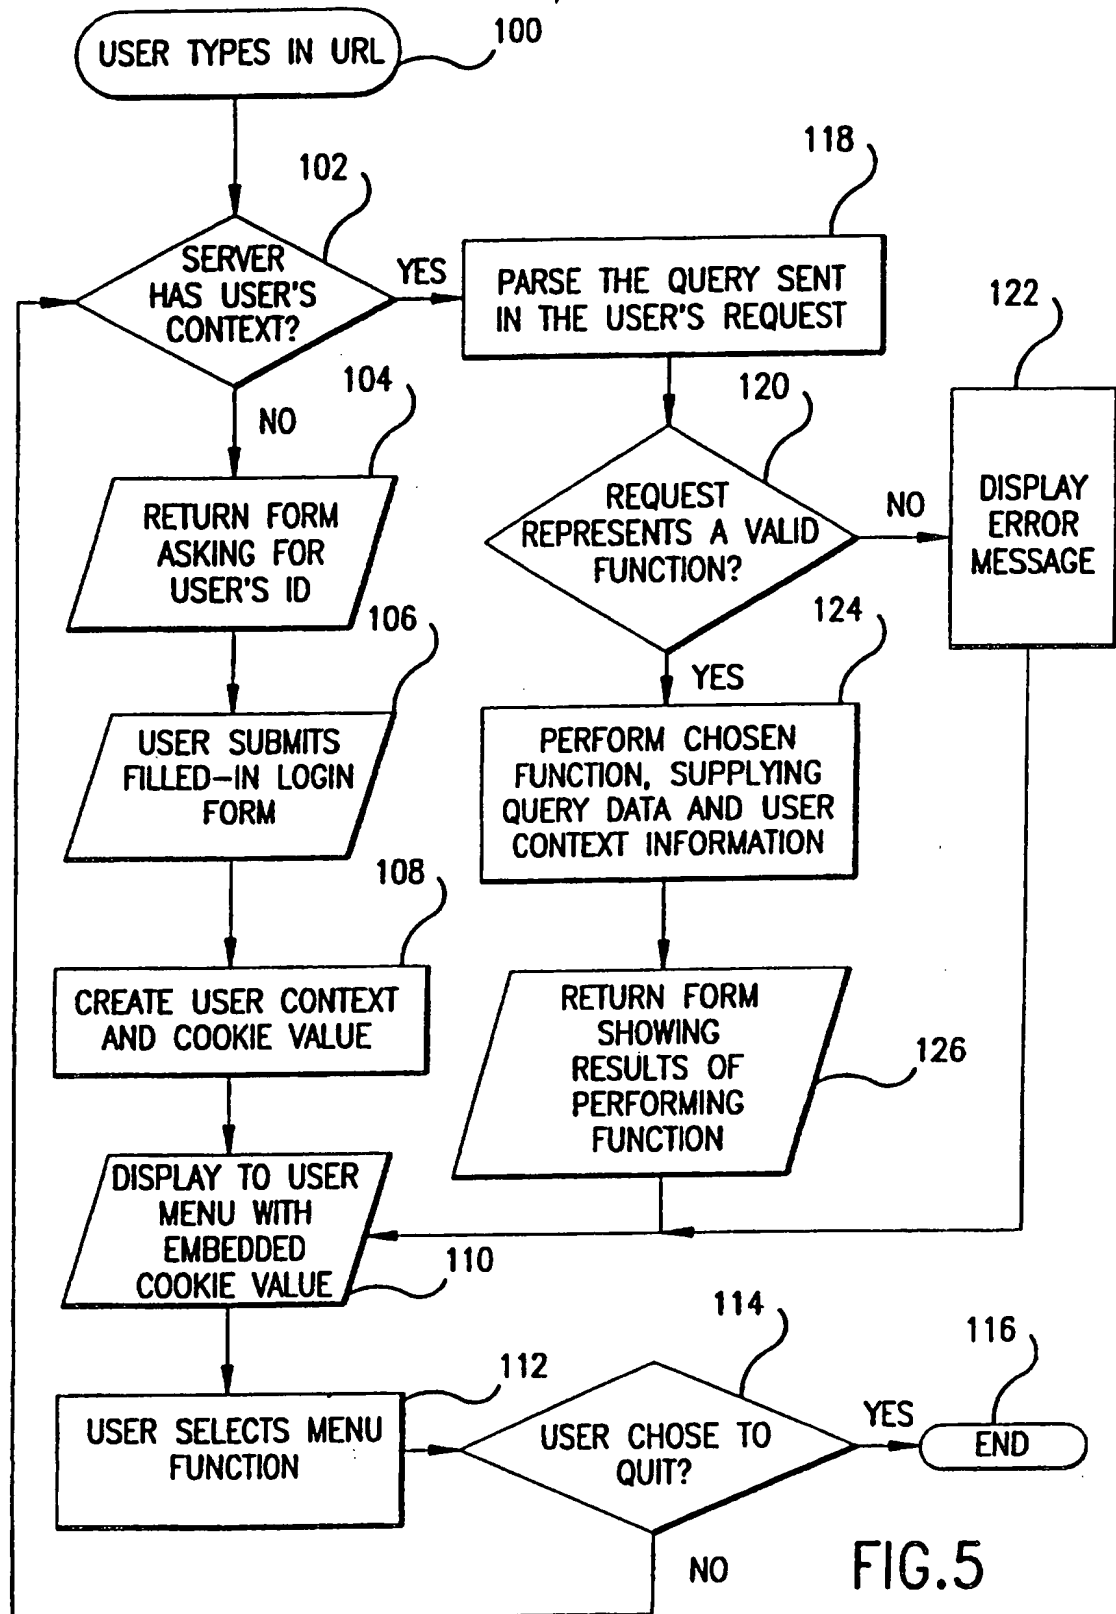 USER TYPES IN URL
100
102
SERVER
HAS USER'S
CONTEXT?
YES
NO
118
PARSE THE QUERY SENT
IN THE USER'S REQUEST
104
RETURN FORM
ASKING FOR
USER'S ID
120
REQUEST
REPRESENTS A VALID
FUNCTION?
NO
YES
122
DISPLAY
ERROR
MESSAGE
106
USER SUBMITS
FILLED-IN LOGIN
FORM
124
PERFORM CHOSEN
FUNCTION, SUPPLYING
QUERY DATA AND USER
CONTEXT INFORMATION
108
CREATE USER CONTEXT
AND COOKIE VALUE
RETURN FORM
SHOWING
RESULTS OF
PERFORMING
FUNCTION
126
DISPLAY TO USER
MENU WITH
EMBEDDED
COOKIE VALUE
110
112
USER SELECTS MENU
FUNCTION
114
USER CHOSE TO
QUIT?
YES
116
END
NO
FIG.5